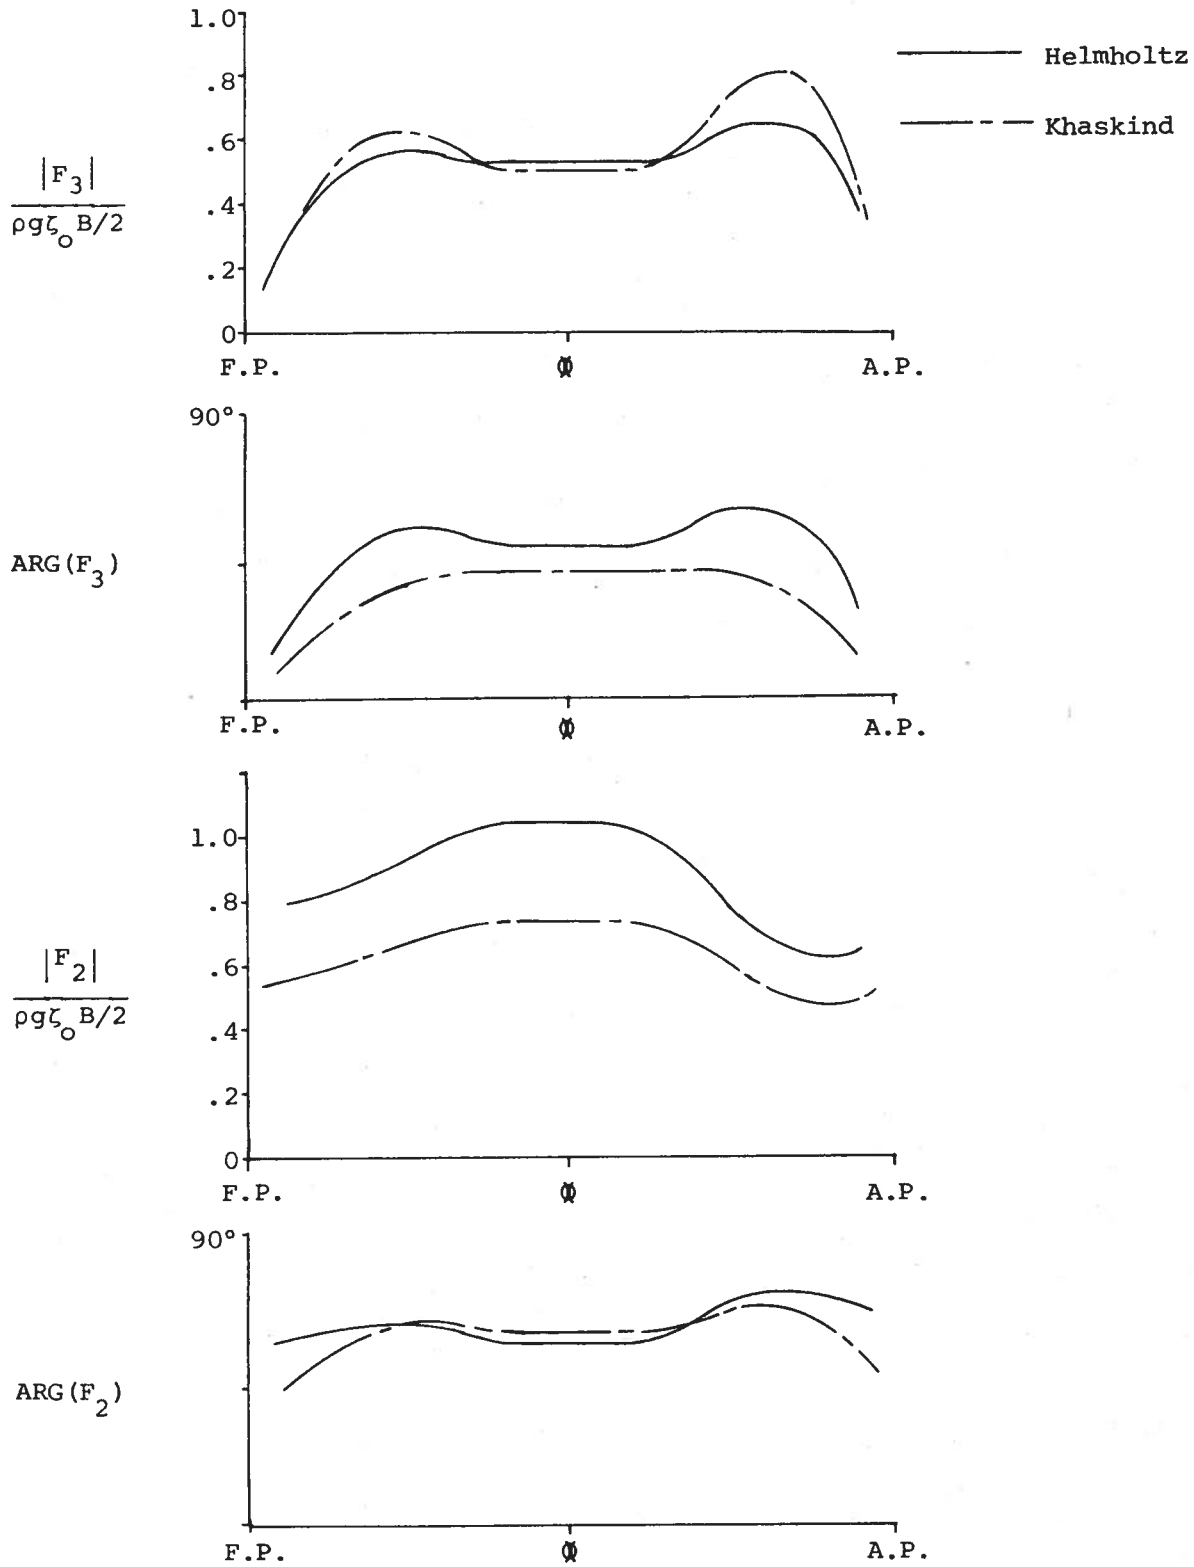 1.0
.8
.6
.4
.2
0
|F3|
ρgζoB/2
F.P.
A.P.
Helmholtz
Khaskind
90°
ARG(F3)
F.P.
A.P.
1.0
.8
.6
.4
.2
0
|F2|
ρgζoB/2
F.P.
A.P.
90°
ARG(F2)
F.P.
A.P.